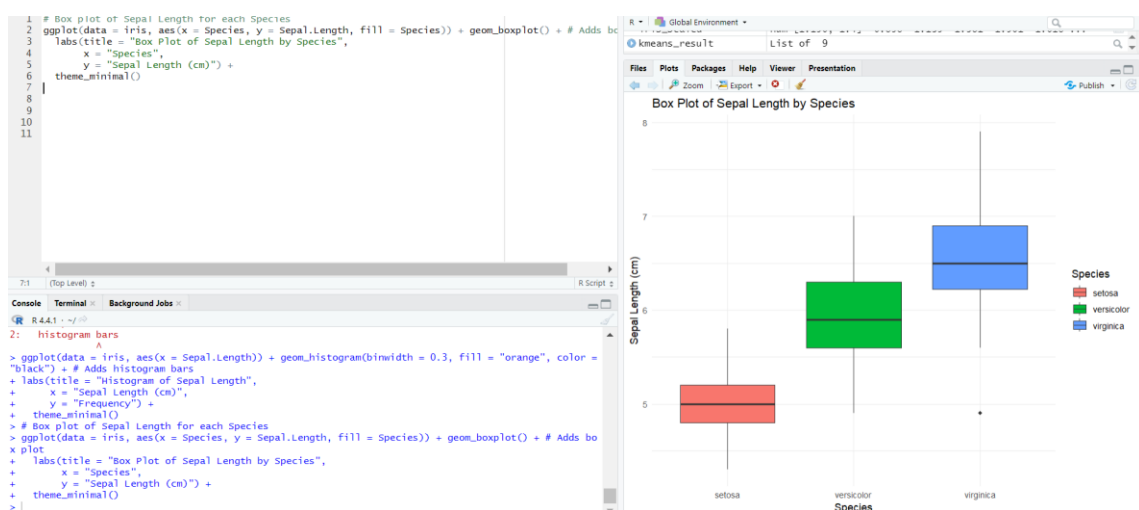 1 # Box plot of Sepal Length for each Species
2 ggplot(data = iris, aes(x = Species, y = Sepal.Length, fill = Species)) + geom_boxplot() + # Adds bo
3 labs(title = "Box Plot of Sepal Length by Species",
4 x = "Species",
5 y = "Sepal Length (cm)") +
6 theme_minimal()
7
8
9
10
11
7:1 (Top Level) R Script
Console Terminal × Background Jobs ×
R 4.4.1 · ~/
2: histogram bars
^
> ggplot(data = iris, aes(x = Sepal.Length)) + geom_histogram(binwidth = 0.3, fill = "orange", color =
"black") + # Adds histogram bars
+ labs(title = "Histogram of Sepal Length",
+ x = "Sepal Length (cm)",
+ y = "Frequency") +
+ theme_minimal()
> # Box plot of Sepal Length for each Species
> ggplot(data = iris, aes(x = Species, y = Sepal.Length, fill = Species)) + geom_boxplot() + # Adds bo
x plot
+ labs(title = "Box Plot of Sepal Length by Species",
+ x = "Species",
+ y = "Sepal Length (cm)") +
+ theme_minimal()
>
R Global Environment
kmeans_result List of 9
Files Plots Packages Help Viewer Presentation
Zoom Export Publish
Box Plot of Sepal Length by Species
8
7
6
5
Sepal Length (cm)
setosa versicolor virginica
Species
Species
setosa
versicolor
virginica